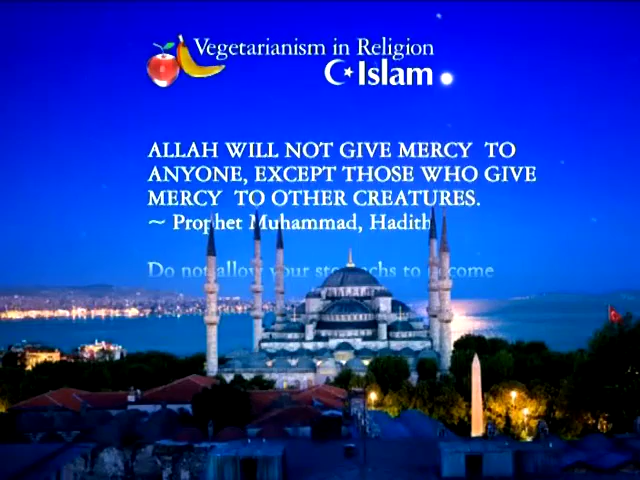 Vegetarianism in Religion
Islam
ALLAH WILL NOT GIVE MERCY TO
ANYONE, EXCEPT THOSE WHO GIVE
MERCY TO OTHER CREATURES.
~ Prophet Muhammad, Hadith
Do not allow your stomachs to become